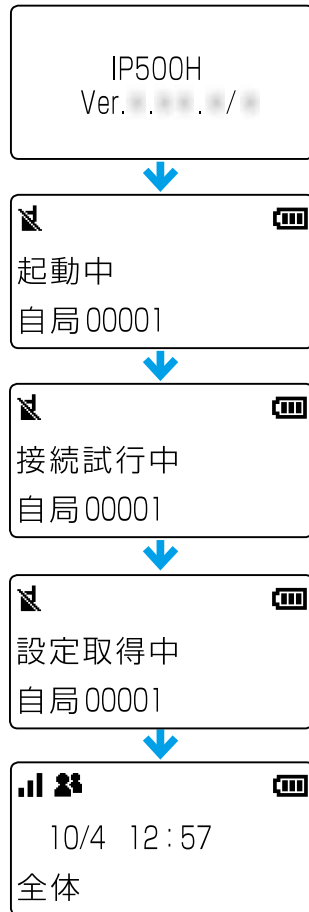 IP500H
Ver.
起動中
自局00001
接続試行中
自局00001
設定取得中
自局00001
10/4 12:57
全体